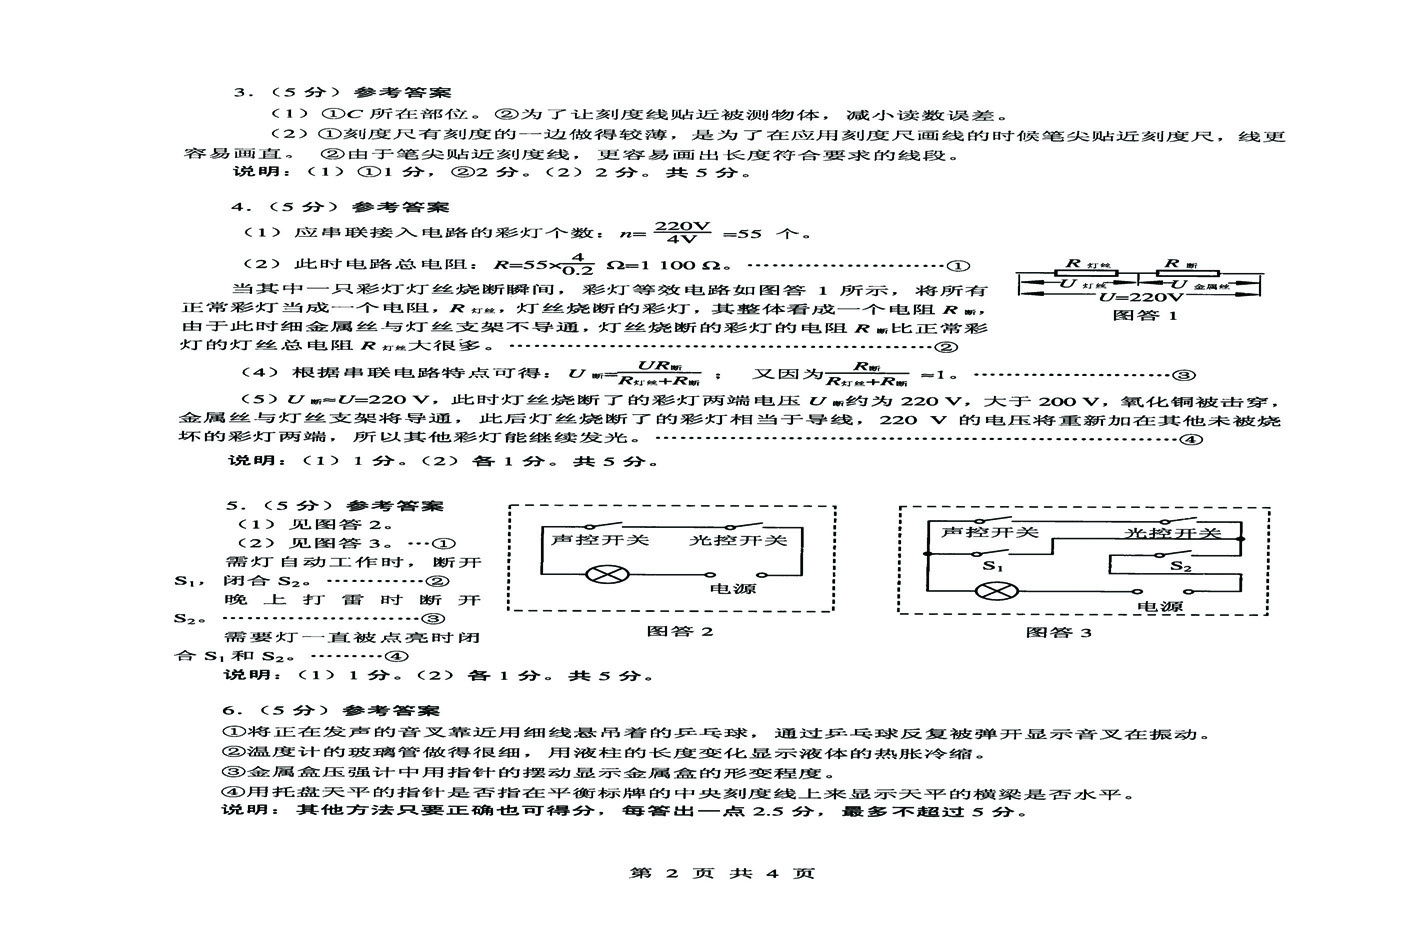 3．（5 分）参考答案
（1）①C 所在部位。②为了让刻度线贴近被测物体，减小读数误差。
（2）①刻度尺有刻度的一边做得较薄，是为了在应用刻度尺画线的时候笔尖贴近刻度尺，线更
容易画直。 ②由于笔尖贴近刻度线，更容易画出长度符合要求的线段。
说明：（1）①1 分，②2 分。（2）2 分。共 5 分。
4．（5 分）参考答案
（1）应串联接入电路的彩灯个数：n= 220V/4V =55 个。
（2）此时电路总电阻：R=55×4/0.2 Ω=1 100 Ω。……………………①
当其中一只彩灯灯丝烧断瞬间，彩灯等效电路如图答 1 所示，将所有
正常彩灯当成一个电阻，R灯丝，灯丝烧断的彩灯，其整体看成一个电阻 R断，
由于此时细金属丝与灯丝支架不导通，灯丝烧断的彩灯的电阻 R断比正常彩
灯的灯丝总电阻 R灯丝大很多。……………………………………………②
R灯丝 R断
U灯丝 U金属丝
U=220V
图答 1
（4）根据串联电路特点可得：U断=UR断/R灯丝+R断 ； 又因为R断/R灯丝+R断 ≈1。……………………③
（5）U断≈U=220 V，此时灯丝烧断了的彩灯两端电压 U断约为 220 V，大于 200 V，氧化铜被击穿，
金属丝与灯丝支架将导通，此后灯丝烧断了的彩灯相当于导线，220 V 的电压将重新加在其他未被烧
坏的彩灯两端，所以其他彩灯能继续发光。………………………………………………………④
说明：（1）1 分。（2）各 1 分。共 5 分。
5．（5 分）参考答案
（1）见图答 2。
（2）见图答 3。…①
需灯自动工作时，断开
S₁，闭合 S₂。…………②
晚上打雷时断开
S₂。……………………③
需要灯一直被点亮时闭
合 S₁和 S₂。………④
声控开关 光控开关
电源
图答 2
声控开关 光控开关
S₁ S₂
电源
图答 3
说明：（1）1 分。（2）各 1 分。共 5 分。
6．（5 分）参考答案
①将正在发声的音叉靠近用细线悬吊着的乒乓球，通过乒乓球反复被弹开显示音叉在振动。
②温度计的玻璃管做得很细，用液柱的长度变化显示液体的热胀冷缩。
③金属盒压强计中用指针的摆动显示金属盒的形变程度。
④用托盘天平的指针是否指在平衡标牌的中央刻度线上来显示天平的横梁是否水平。
说明：其他方法只要正确也可得分，每答出一点 2.5 分，最多不超过 5 分。
第 2 页 共 4 页